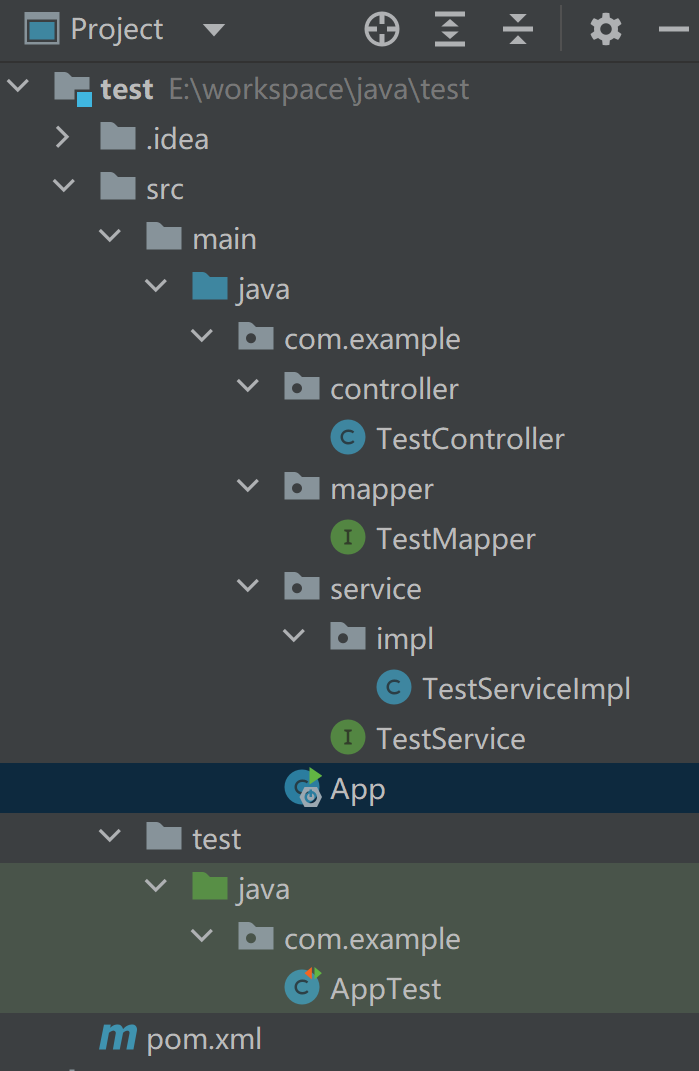 Project
test E:\workspace\java\test
.idea
src
main
java
com.example
controller
C TestController
mapper
I TestMapper
service
impl
C TestServiceImpl
I TestService
C App
test
java
com.example
C AppTest
m pom.xml